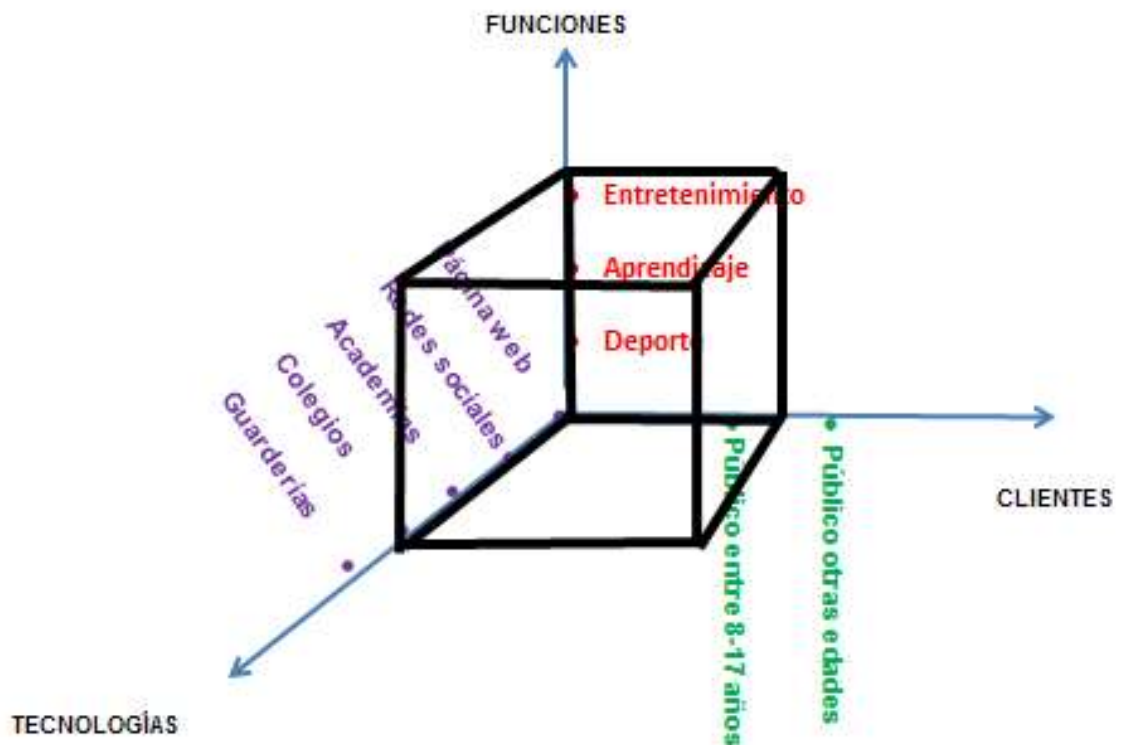 FUNCIONES
Entretenimiento
Aprendizaje
Deporte
Página web
Redes sociales
Academias
Colegios
Guarderías
CLIENTES
Público entre 8-17 años
Público otras edades
TECNOLOGÍAS